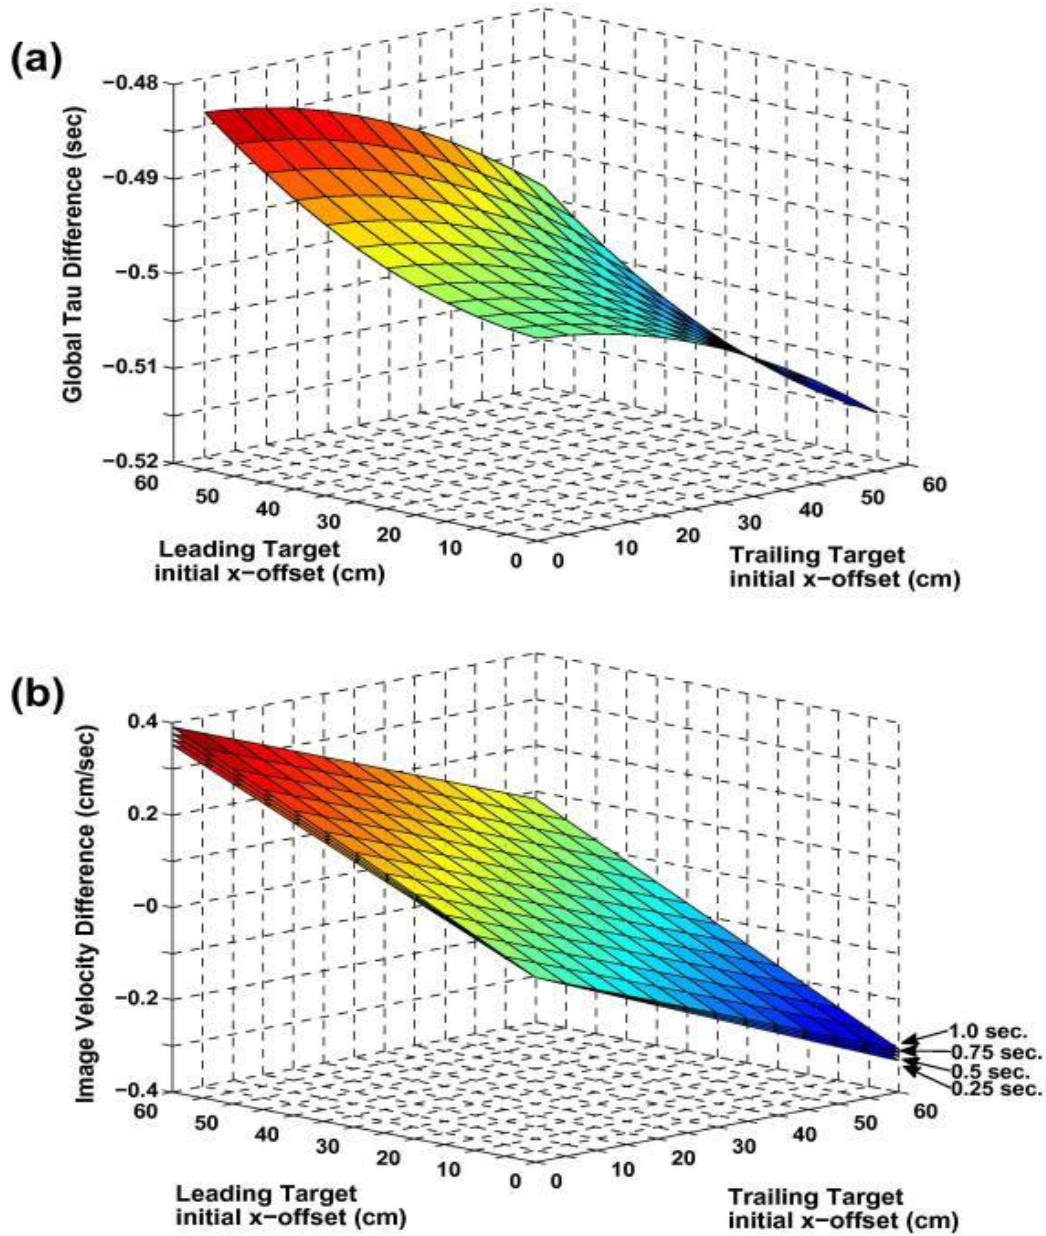 (a)
−0.48
−0.49
−0.5
−0.51
−0.52
Global Tau Difference (sec)
60
50
40
30
20
10
0
0
10
20
30
40
50
60
Leading Target
initial x−offset (cm)
Trailing Target
initial x−offset (cm)
(b)
0.4
0.2
−0
−0.2
−0.4
Image Velocity Difference (cm/sec)
1.0 sec.
0.75 sec.
0.5 sec.
0.25 sec.
60
50
40
30
20
10
0
0
10
20
30
40
50
60
Leading Target
initial x−offset (cm)
Trailing Target
initial x−offset (cm)